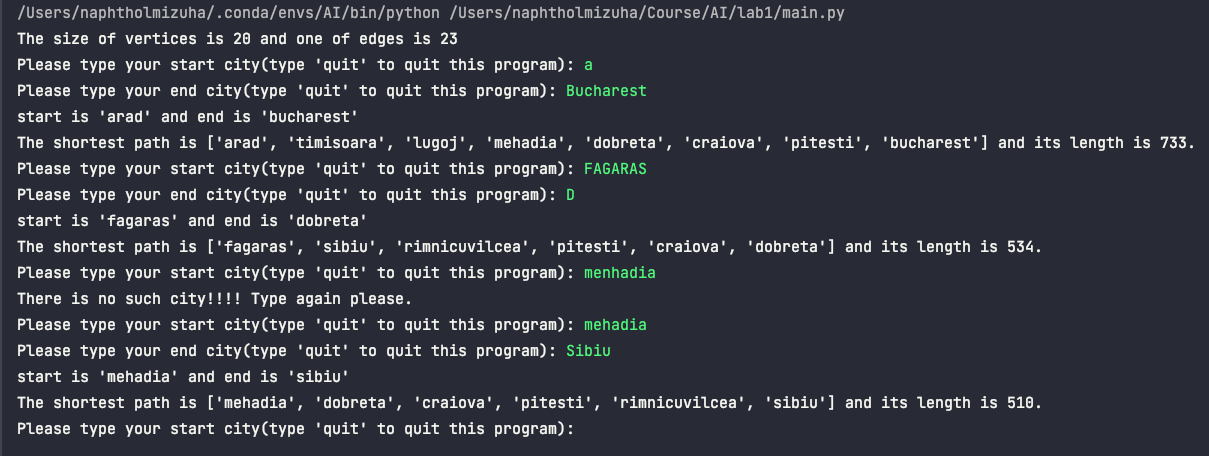 /Users/naphtholmizuha/.conda/envs/AI/bin/python /Users/naphtholmizuha/Course/AI/lab1/main.py
The size of vertices is 20 and one of edges is 23
Please type your start city(type 'quit' to quit this program): a
Please type your end city(type 'quit' to quit this program): Bucharest
start is 'arad' and end is 'bucharest'
The shortest path is ['arad', 'timisoara', 'lugoj', 'mehadia', 'dobreta', 'craiova', 'pitesti', 'bucharest'] and its length is 733.
Please type your start city(type 'quit' to quit this program): FAGARAS
Please type your end city(type 'quit' to quit this program): D
start is 'fagaras' and end is 'dobreta'
The shortest path is ['fagaras', 'sibiu', 'rimnicuvilcea', 'pitesti', 'craiova', 'dobreta'] and its length is 534.
Please type your start city(type 'quit' to quit this program): menhadia
There is no such city!!!! Type again please.
Please type your start city(type 'quit' to quit this program): mehadia
Please type your end city(type 'quit' to quit this program): Sibiu
start is 'mehadia' and end is 'sibiu'
The shortest path is ['mehadia', 'dobreta', 'craiova', 'pitesti', 'rimnicuvilcea', 'sibiu'] and its length is 510.
Please type your start city(type 'quit' to quit this program):